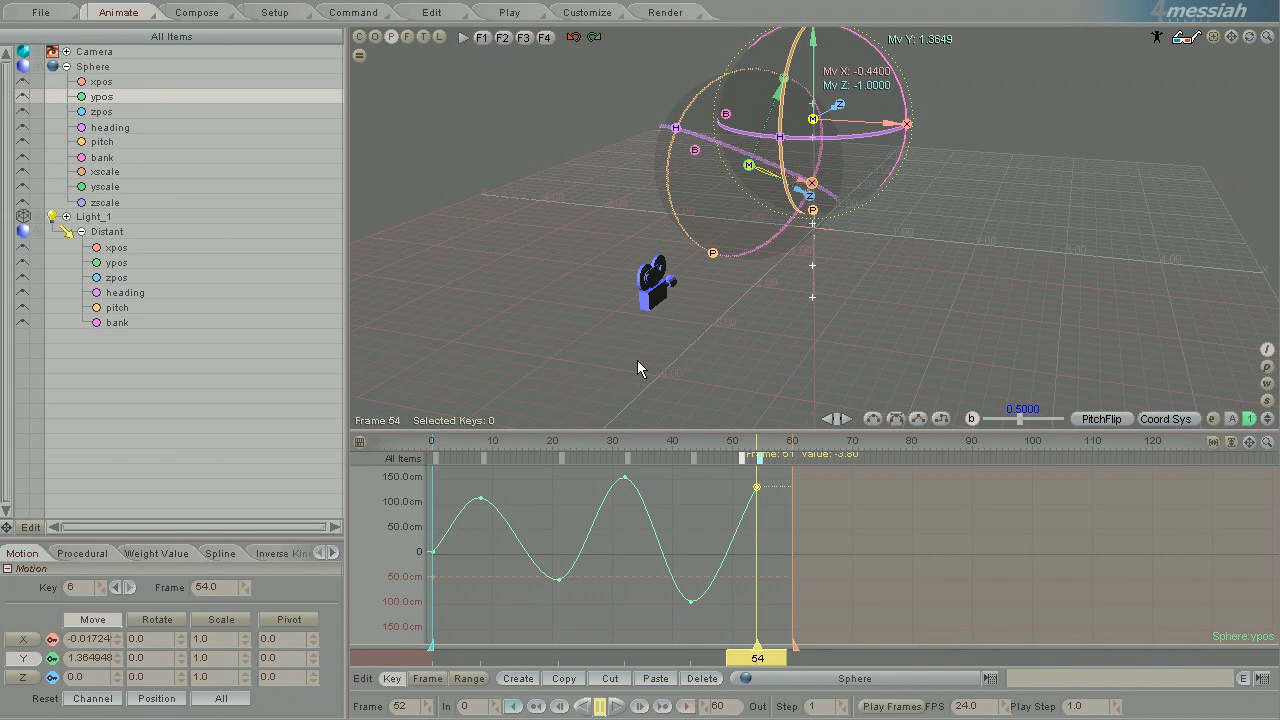 File Animate Compose Setup Command Edit Play Customize Render 4messiah
All Items
C O P F T L F1 F2 F3 F4
Camera
Sphere
xpos
ypos
zpos
heading
pitch
bank
xscale
yscale
zscale
Light_1
Distant
xpos
ypos
zpos
heading
pitch
bank
Mv Y: 1.3649
Mv X: -0.4400
Mv Z: -1.0000
B Z M X H H B M X Z P P
Frame 54 Selected Keys: 0
b 0.5000 PitchFlip Coord Sys e A 1
i
p
w
s
0 10 20 30 40 50 60 70 80 90 100 110 120
All Items
Frame: 51 Value: -3.80
150.0cm
100.0cm
50.0cm
0
50.0cm
100.0cm
150.0cm
Sphere:ypos
54
Edit
Motion Procedural Weight Value Spline Inverse Kin
Motion
Key 6 Frame 54.0
Move Rotate Scale Pivot
X -0.01724 0.0 1.0 0.0
Y 1.364948 0.0 1.0 0.0
Z 0.0 0.0 1.0 0.0
Reset Channel Position All
Edit Key Frame Range Create Copy Cut Paste Delete Sphere E
Frame 52 In 0 60 Out Step 1 Play Frames FPS 24.0 Play Step 1.0